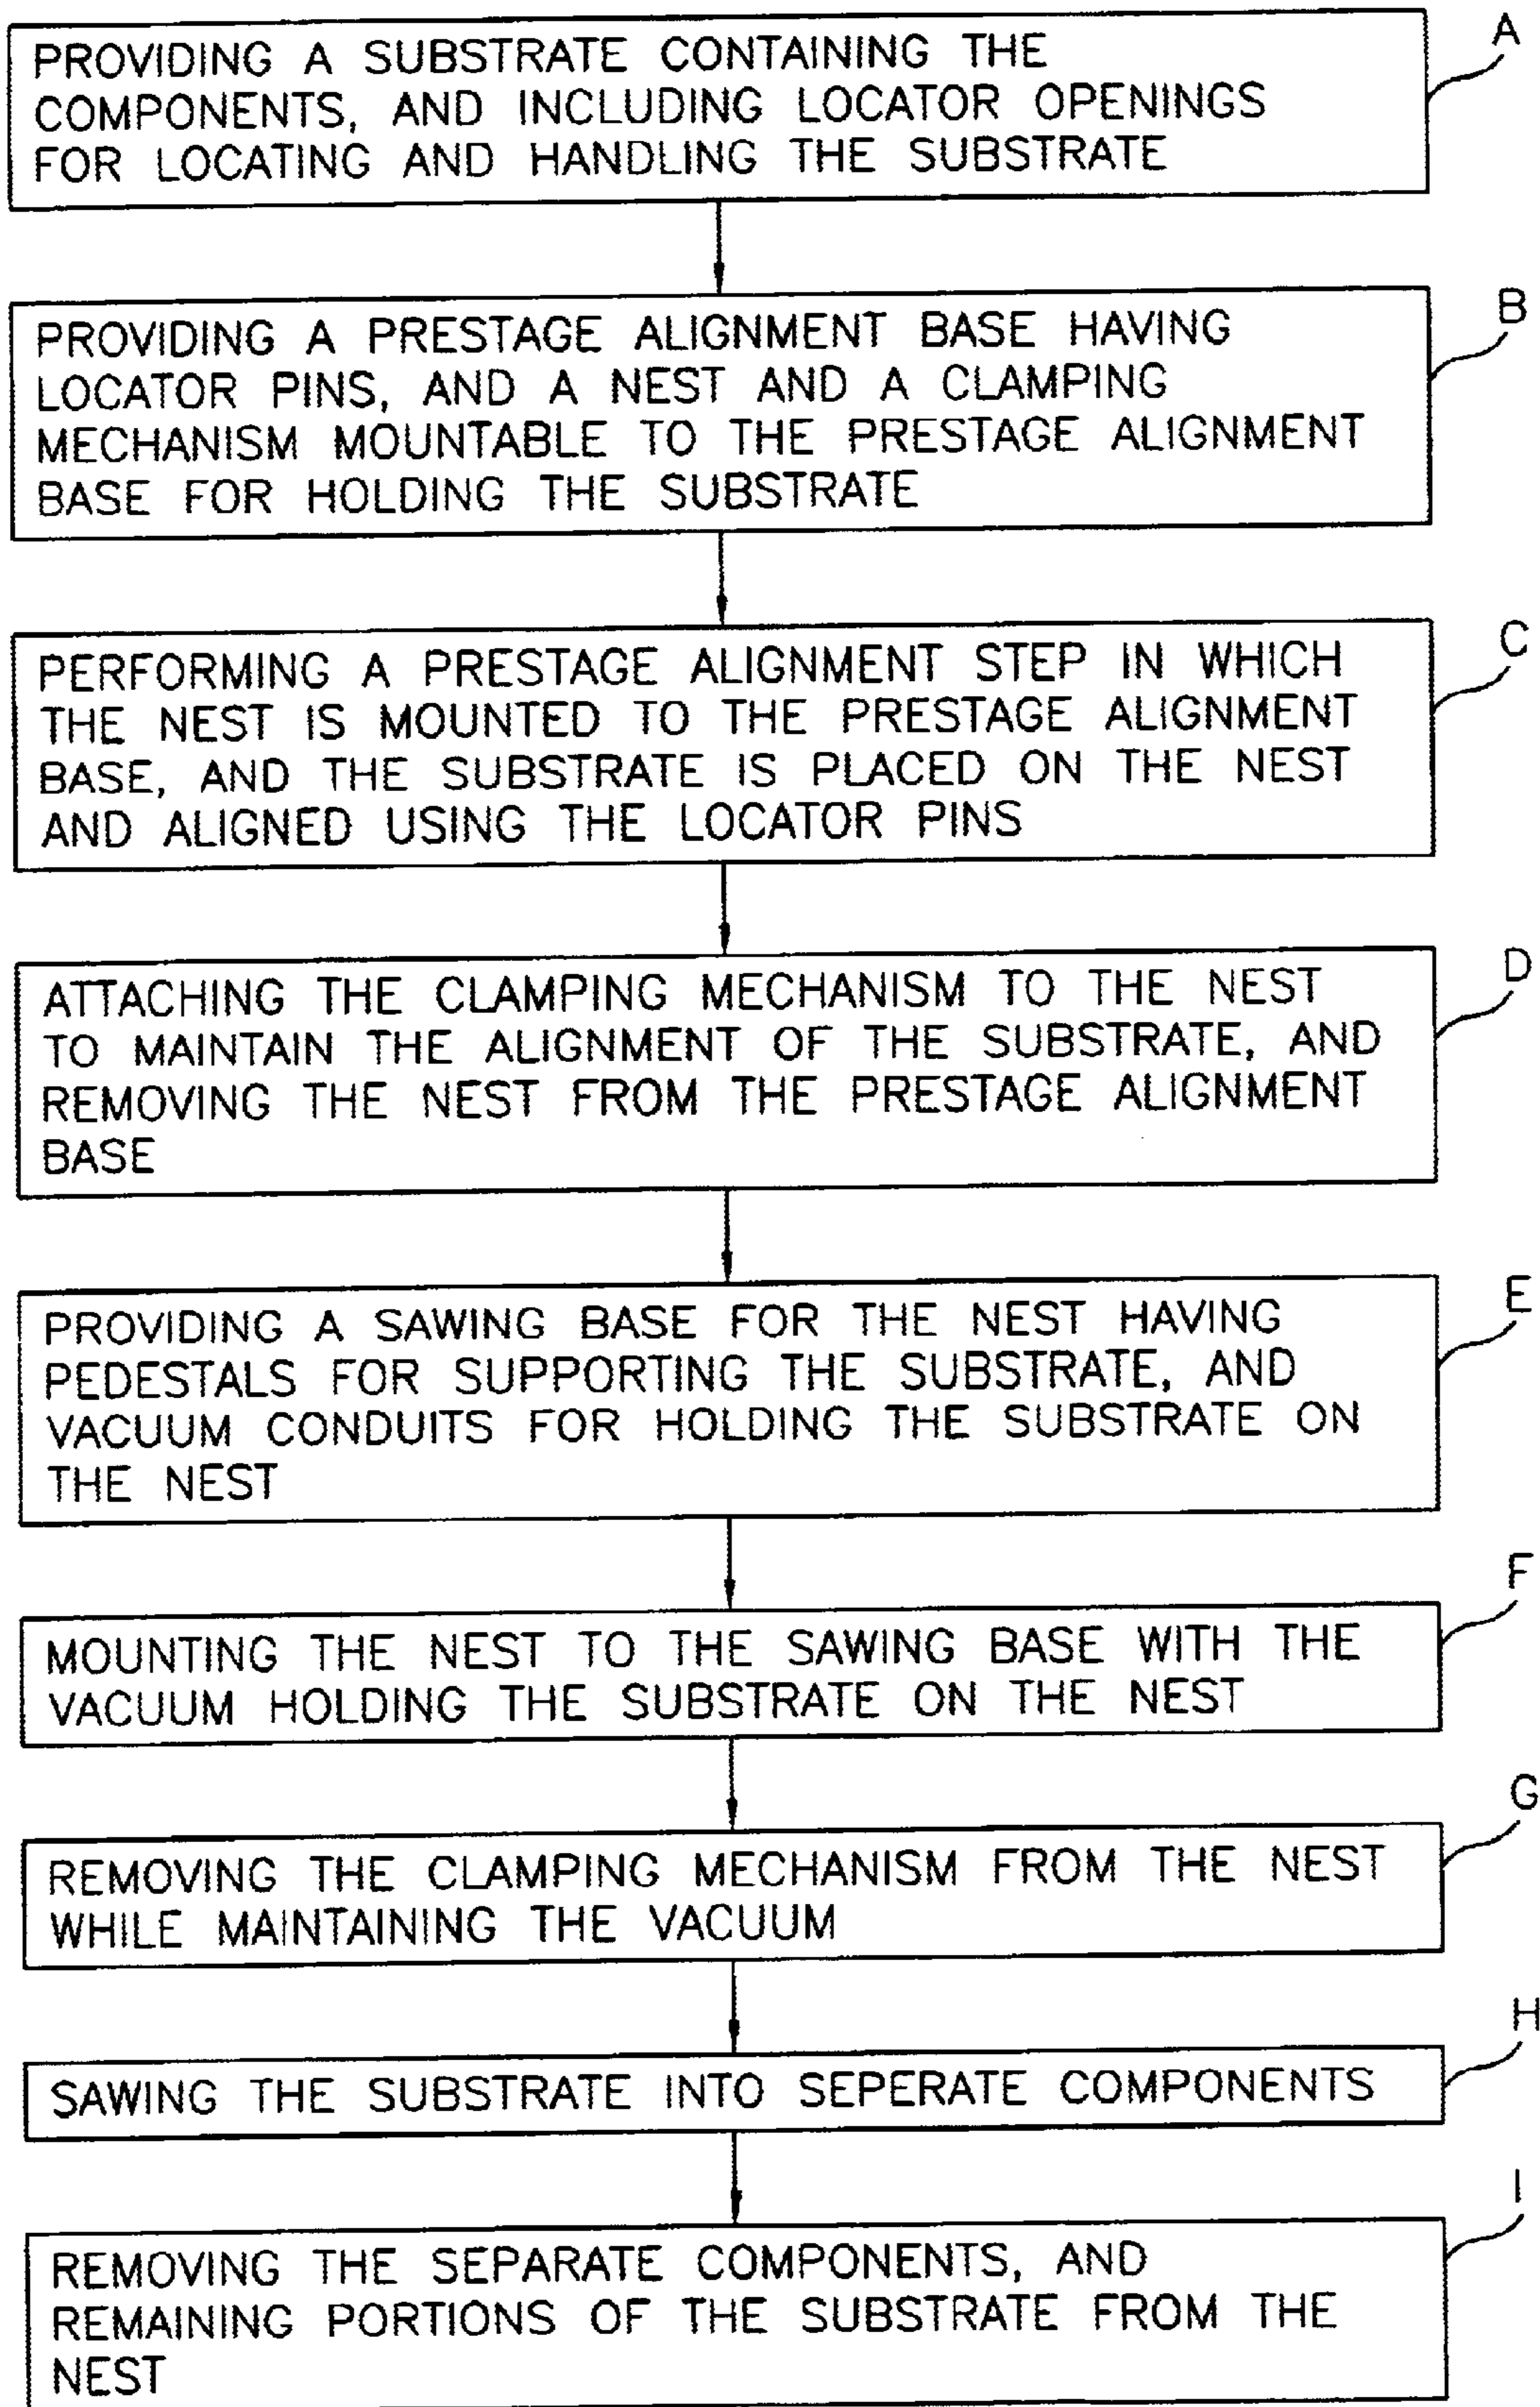 A
PROVIDING A SUBSTRATE CONTAINING THE
COMPONENTS, AND INCLUDING LOCATOR OPENINGS
FOR LOCATING AND HANDLING THE SUBSTRATE
B
PROVIDING A PRESTAGE ALIGNMENT BASE HAVING
LOCATOR PINS, AND A NEST AND A CLAMPING
MECHANISM MOUNTABLE TO THE PRESTAGE ALIGNMENT
BASE FOR HOLDING THE SUBSTRATE
C
PERFORMING A PRESTAGE ALIGNMENT STEP IN WHICH
THE NEST IS MOUNTED TO THE PRESTAGE ALIGNMENT
BASE, AND THE SUBSTRATE IS PLACED ON THE NEST
AND ALIGNED USING THE LOCATOR PINS
D
ATTACHING THE CLAMPING MECHANISM TO THE NEST
TO MAINTAIN THE ALIGNMENT OF THE SUBSTRATE, AND
REMOVING THE NEST FROM THE PRESTAGE ALIGNMENT
BASE
E
PROVIDING A SAWING BASE FOR THE NEST HAVING
PEDESTALS FOR SUPPORTING THE SUBSTRATE, AND
VACUUM CONDUITS FOR HOLDING THE SUBSTRATE ON
THE NEST
F
MOUNTING THE NEST TO THE SAWING BASE WITH THE
VACUUM HOLDING THE SUBSTRATE ON THE NEST
G
REMOVING THE CLAMPING MECHANISM FROM THE NEST
WHILE MAINTAINING THE VACUUM
H
SAWING THE SUBSTRATE INTO SEPERATE COMPONENTS
I
REMOVING THE SEPARATE COMPONENTS, AND
REMAINING PORTIONS OF THE SUBSTRATE FROM THE
NEST